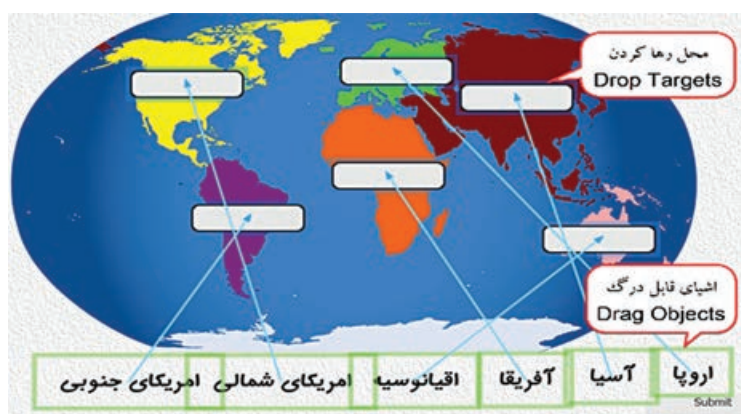 محل رها کردن
Drop Targets
اشیای قابل درگ
Drag Objects
اروپا
آسیا
آفریقا
اقیانوسیه
امریکای شمالی
امریکای جنوبی
Submit